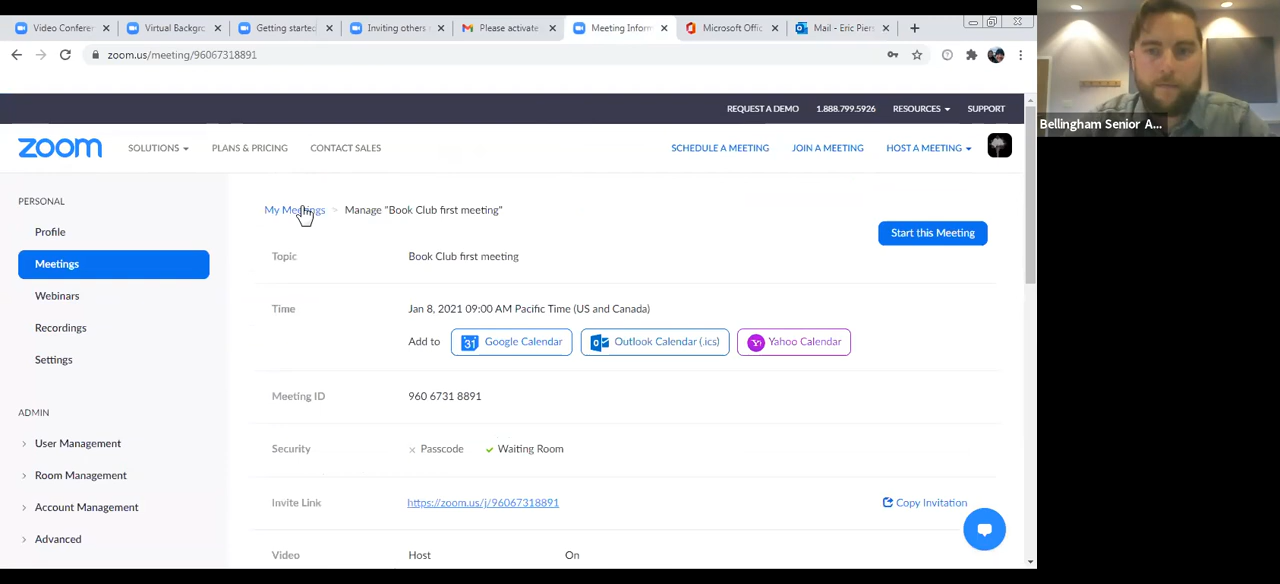 Video Conferen
Virtual Backgro
Getting started
Inviting others
Please activate
Meeting Inform
Microsoft Offic
Mail - Eric Piers
zoom.us/meeting/96067318891
Bellingham Senior A...
REQUEST A DEMO 1.888.799.5926 RESOURCES SUPPORT
zoom SOLUTIONS PLANS & PRICING CONTACT SALES SCHEDULE A MEETING JOIN A MEETING HOST A MEETING
PERSONAL
Profile
Meetings
Webinars
Recordings
Settings
ADMIN
User Management
Room Management
Account Management
Advanced
My Meetings > Manage "Book Club first meeting"
Start this Meeting
Topic Book Club first meeting
Time Jan 8, 2021 09:00 AM Pacific Time (US and Canada)
Add to 31 Google Calendar Outlook Calendar (.ics) Yahoo Calendar
Meeting ID 960 6731 8891
Security Passcode Waiting Room
Invite Link https://zoom.us/j/96067318891 Copy Invitation
Video Host On